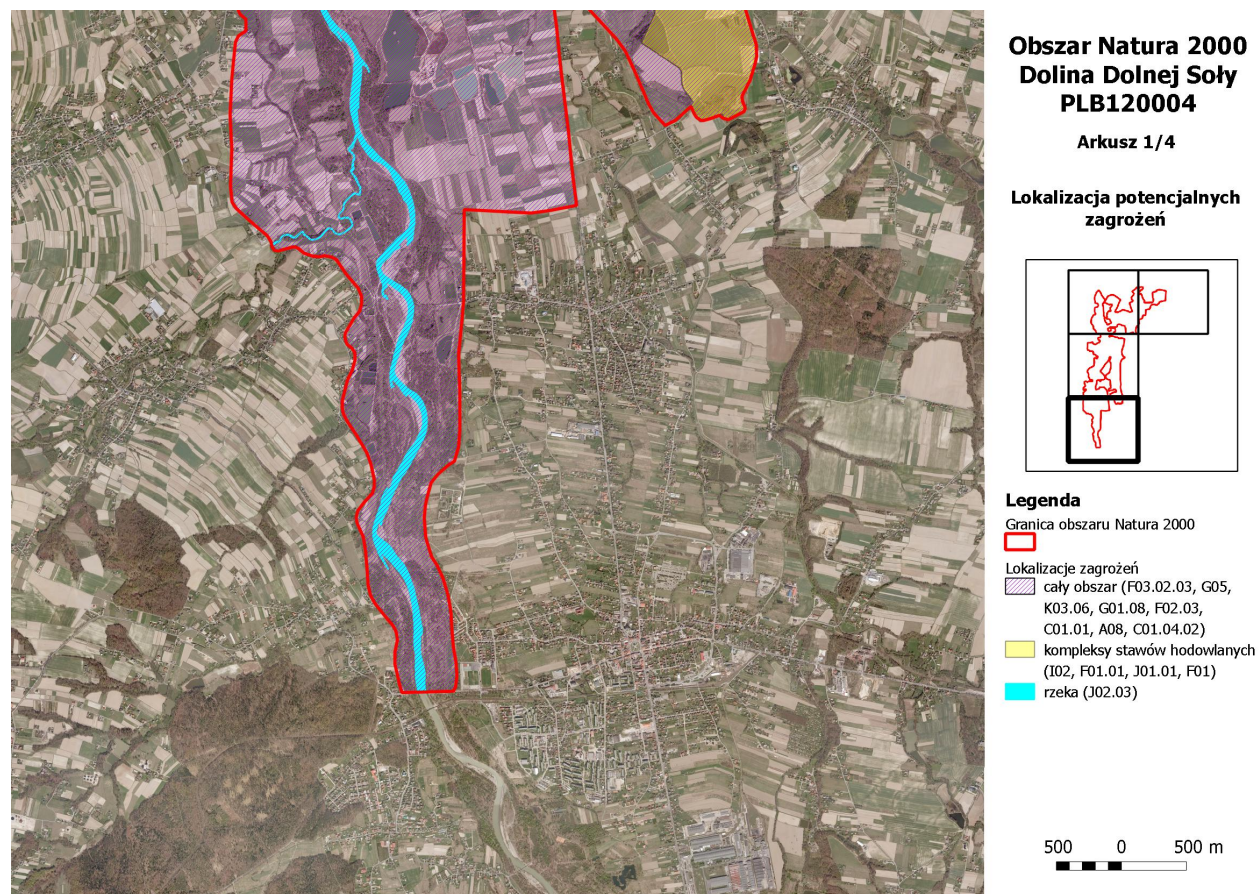 Obszar Natura 2000
Dolina Dolnej Soły
PLB120004
Arkusz 1/4
Lokalizacja potencjalnych
zagrożeń
Legenda
Granica obszaru Natura 2000
Lokalizacje zagrożeń
cały obszar (F03.02.03, G05,
K03.06, G01.08, F02.03,
C01.01, A08, C01.04.02)
kompleksy stawów hodowlanych
(I02, F01.01, J01.01, F01)
rzeka (J02.03)
500 0 500 m